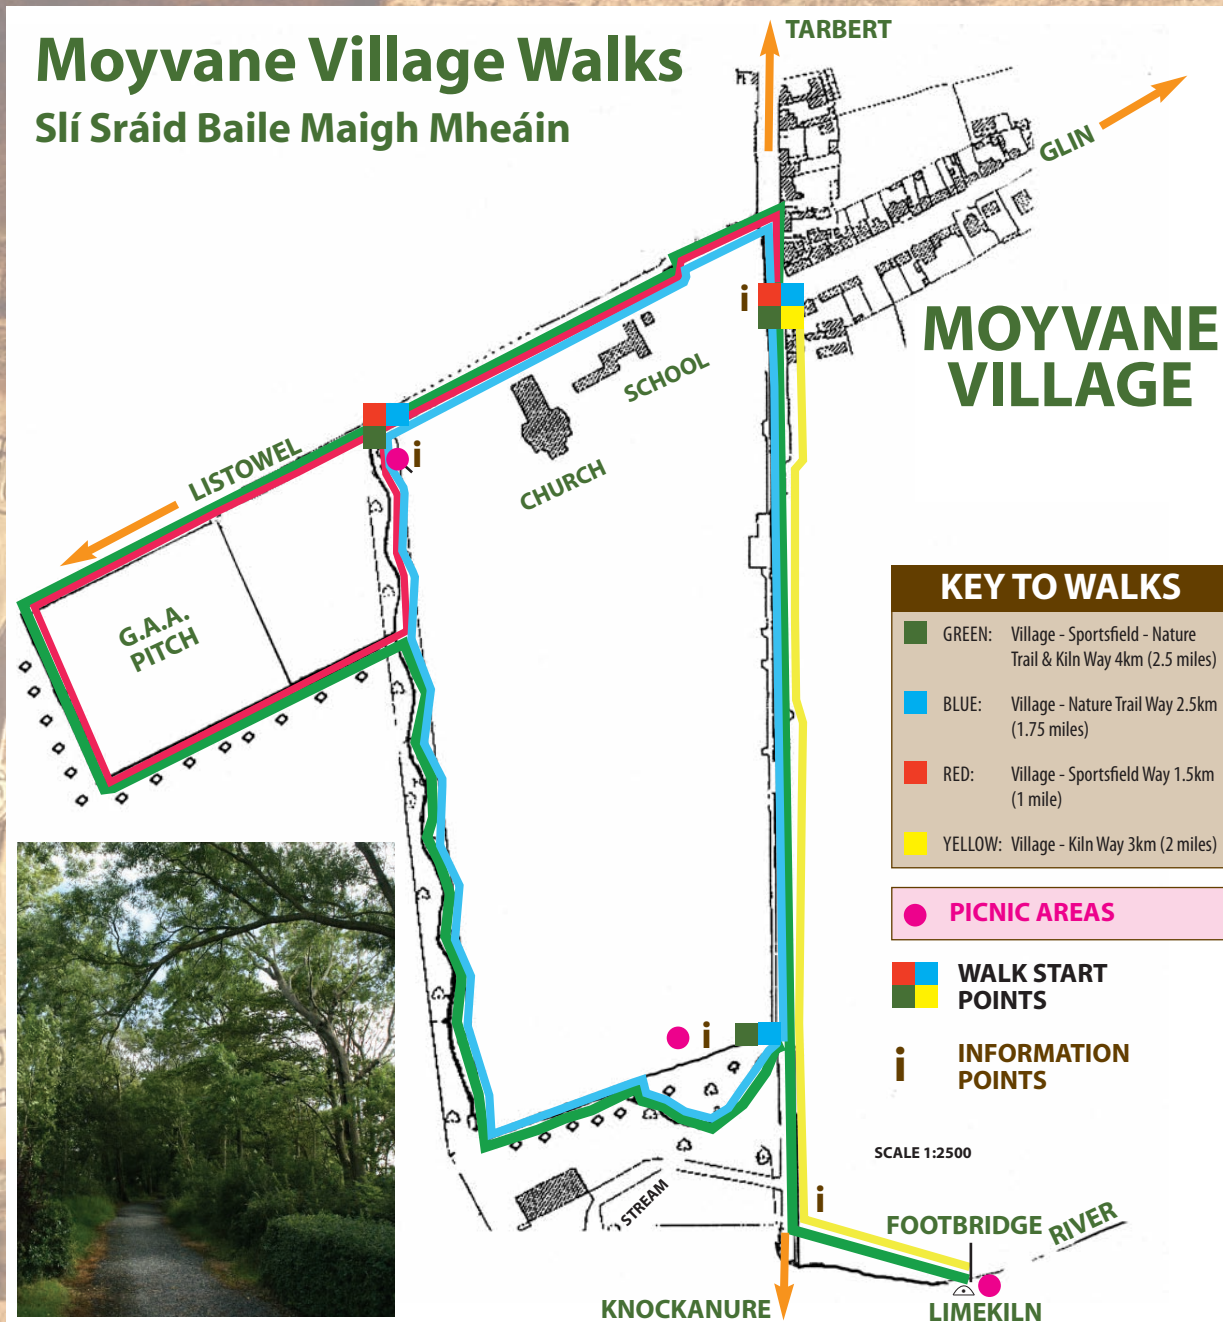 Moyvane Village Walks
Slí Sráid Baile Maigh Mheáin
TARBERT
GLIN
i
MOYVANE
VILLAGE
SCHOOL
CHURCH
i
LISTOWEL
G.A.A.
PITCH
KEY TO WALKS
GREEN: Village - Sportsfield - Nature
Trail & Kiln Way 4km (2.5 miles)
BLUE: Village - Nature Trail Way 2.5km
(1.75 miles)
RED: Village - Sportsfield Way 1.5km
(1 mile)
YELLOW: Village - Kiln Way 3km (2 miles)
PICNIC AREAS
WALK START
POINTS
i INFORMATION
POINTS
i
SCALE 1:2500
STREAM
i
FOOTBRIDGE
RIVER
KNOCKANURE
LIMEKILN